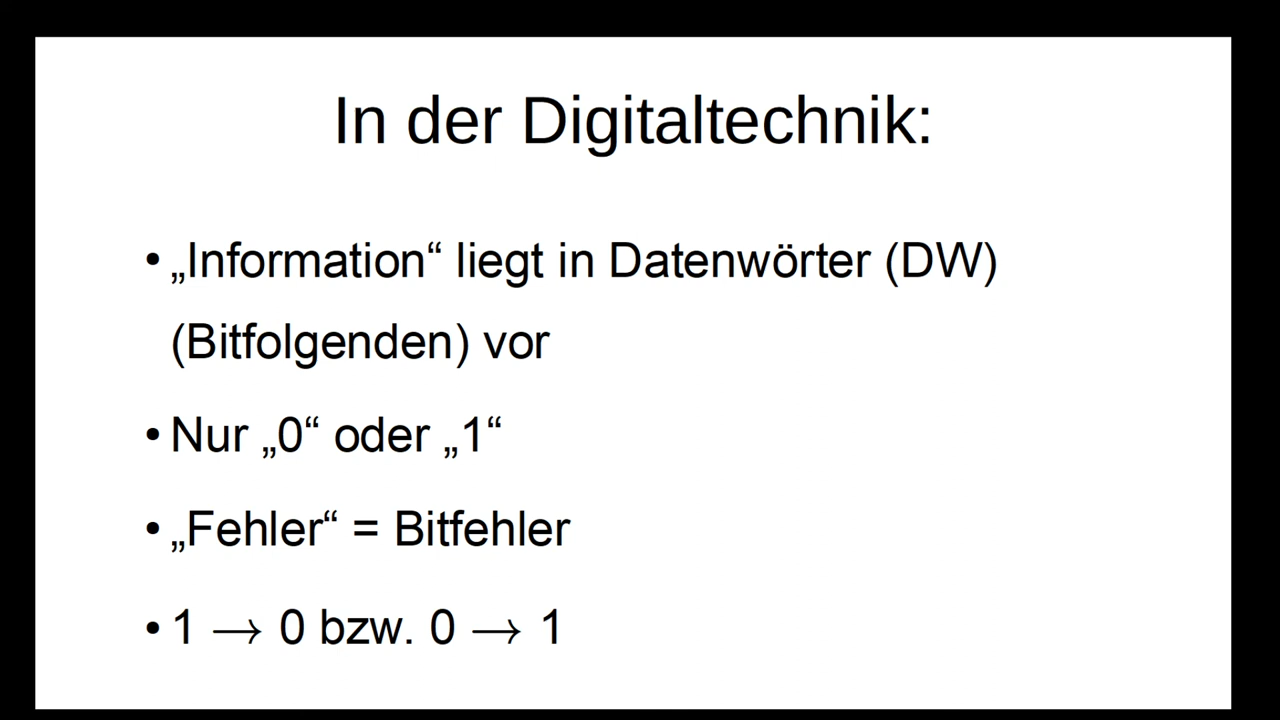 In der Digitaltechnik:
• „Information“ liegt in Datenwörter (DW)
(Bitfolgenden) vor
• Nur „0“ oder „1“
• „Fehler“ = Bitfehler
• 1 → 0 bzw. 0 → 1